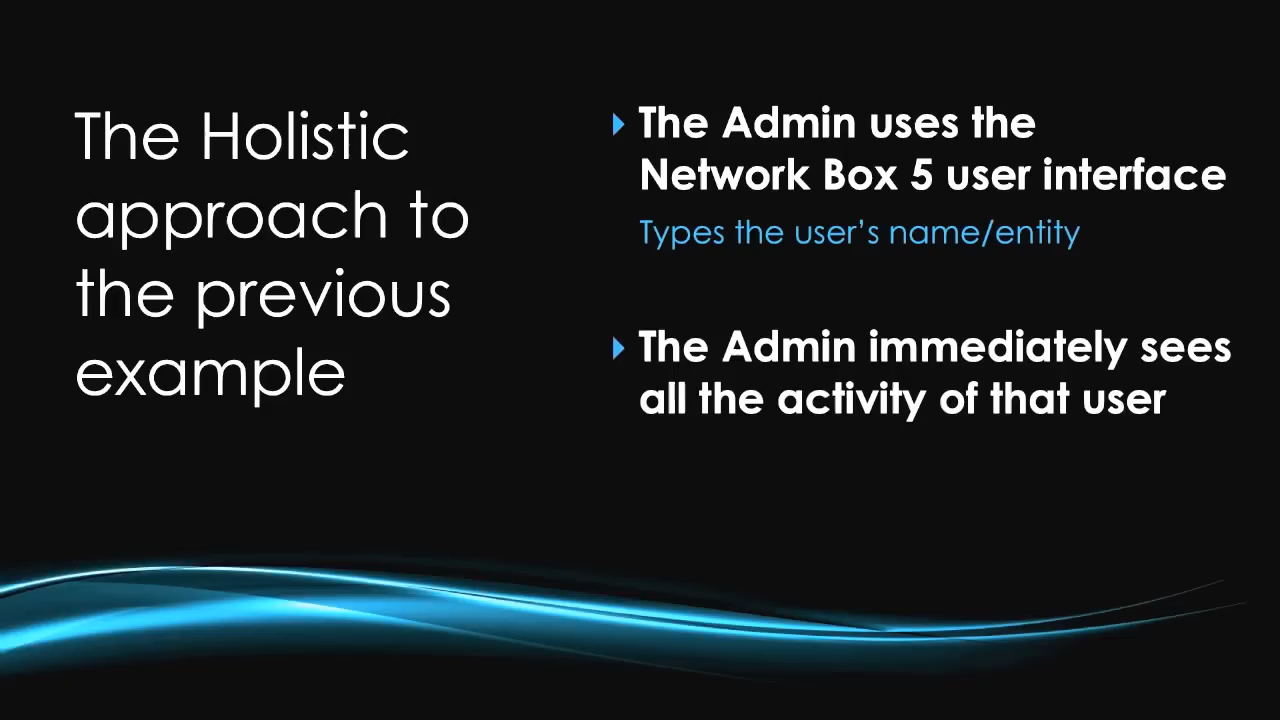 The Holistic
approach to
the previous
example
The Admin uses the
Network Box 5 user interface
Types the user’s name/entity
The Admin immediately sees
all the activity of that user